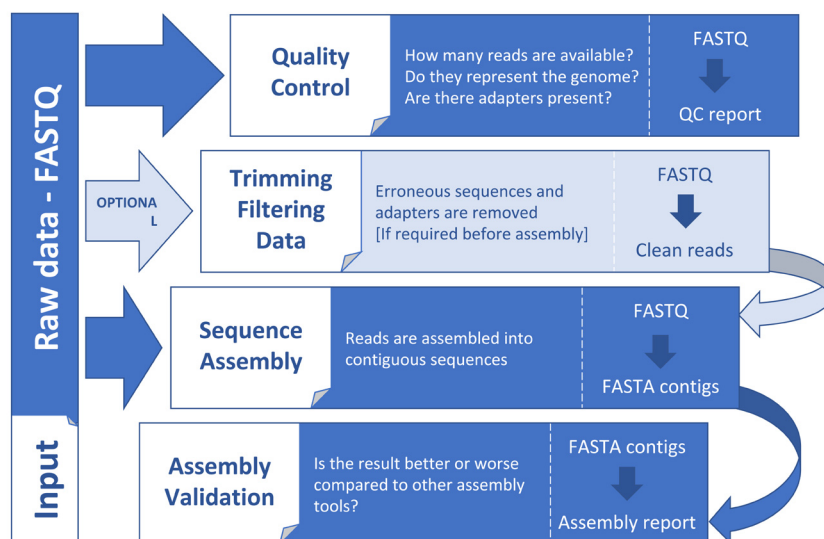 Raw data - FASTQ
Input
Quality
Control
How many reads are available?
Do they represent the genome?
Are there adapters present?
FASTQ
QC report
OPTIONA
L
Trimming
Filtering
Data
Erroneous sequences and
adapters are removed
[If required before assembly]
FASTQ
Clean reads
Sequence
Assembly
Reads are assembled into
contiguous sequences
FASTQ
FASTA contigs
Assembly
Validation
Is the result better or worse
compared to other assembly
tools?
FASTA contigs
Assembly report